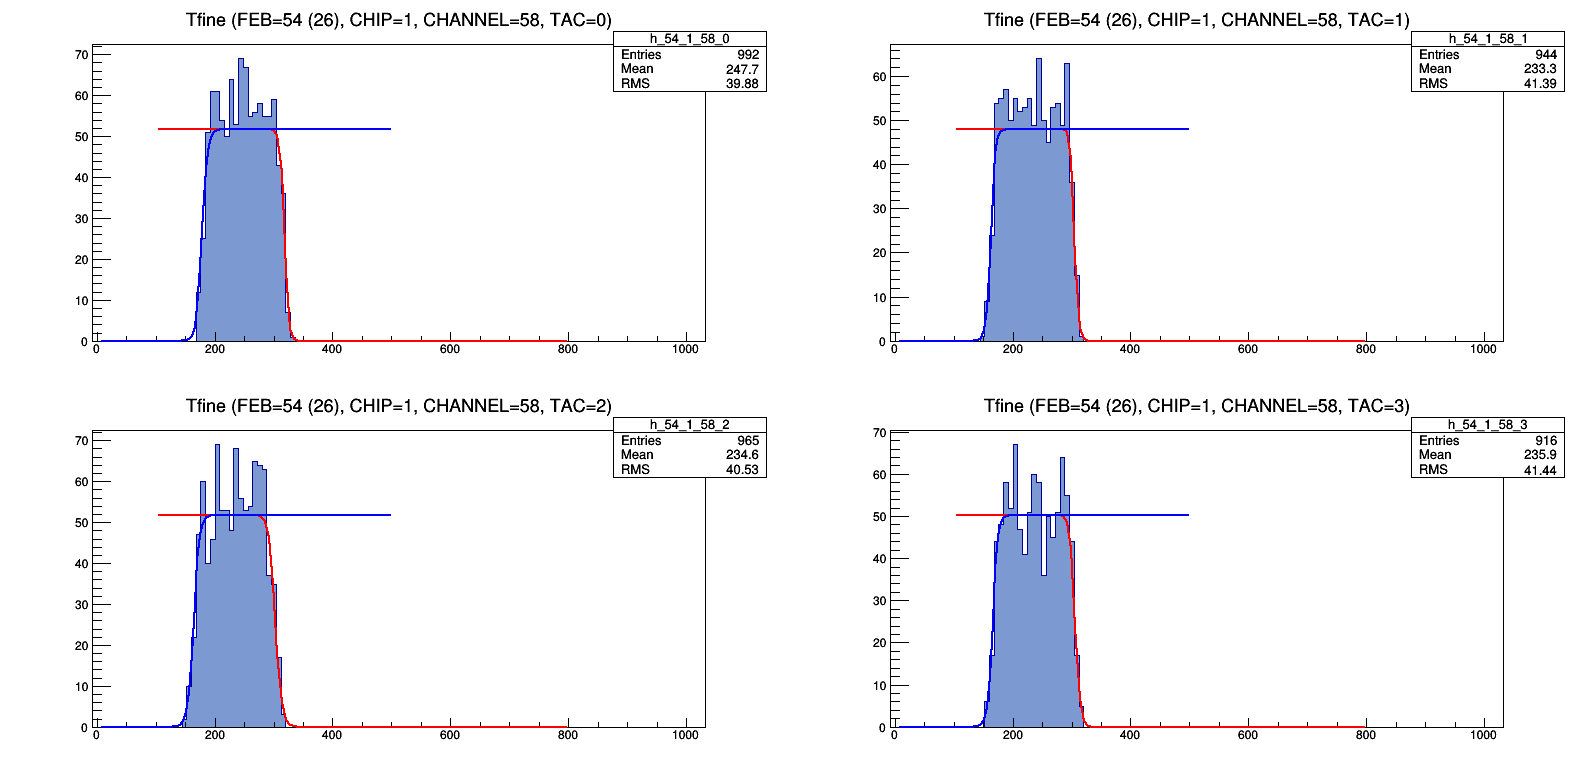 Tfine (FEB=54 (26), CHIP=1, CHANNEL=58, TAC=0)
h_54_1_58_0
Entries 992
Mean 247.7
RMS 39.88
70
60
50
40
30
20
10
0
0 200 400 600 800 1000
Tfine (FEB=54 (26), CHIP=1, CHANNEL=58, TAC=1)
h_54_1_58_1
Entries 944
Mean 233.3
RMS 41.39
60
50
40
30
20
10
0
0 200 400 600 800 1000
Tfine (FEB=54 (26), CHIP=1, CHANNEL=58, TAC=2)
h_54_1_58_2
Entries 965
Mean 234.6
RMS 40.53
70
60
50
40
30
20
10
0
0 200 400 600 800 1000
Tfine (FEB=54 (26), CHIP=1, CHANNEL=58, TAC=3)
h_54_1_58_3
Entries 916
Mean 235.9
RMS 41.44
70
60
50
40
30
20
10
0
0 200 400 600 800 1000